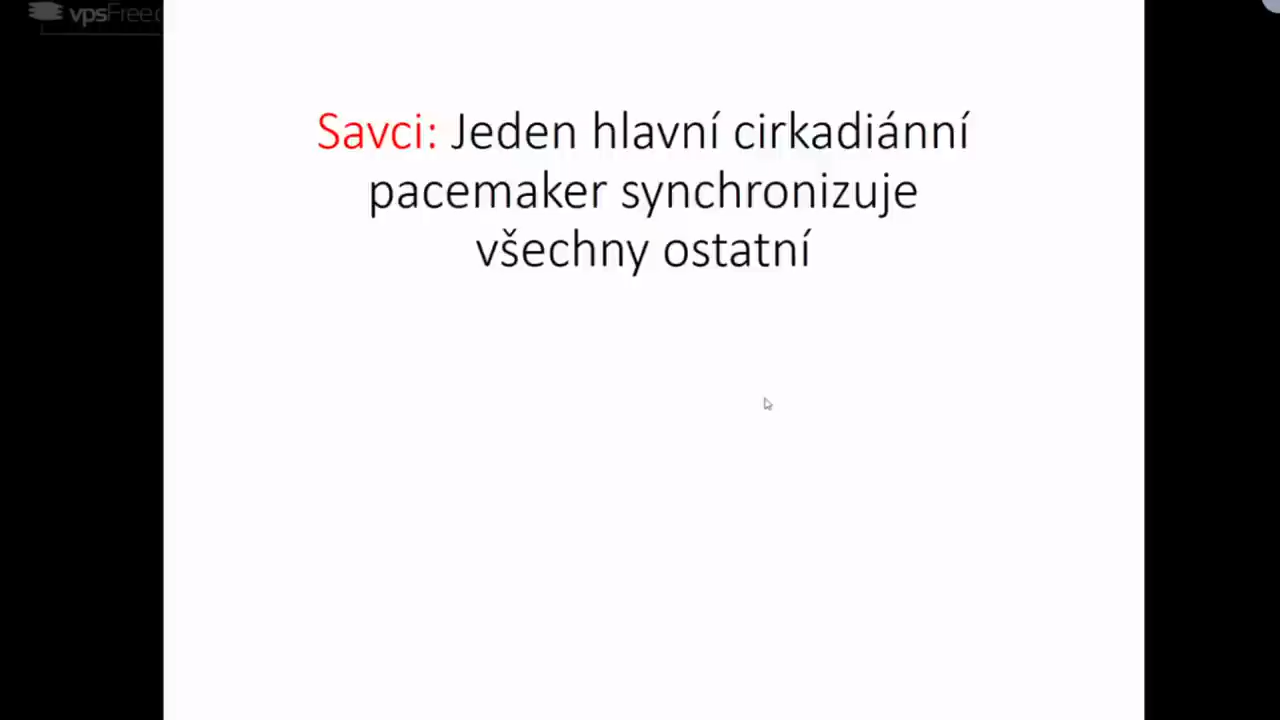 vpsFree.c
Savci: Jeden hlavní cirkadiánní
pacemaker synchronizuje
všechny ostatní